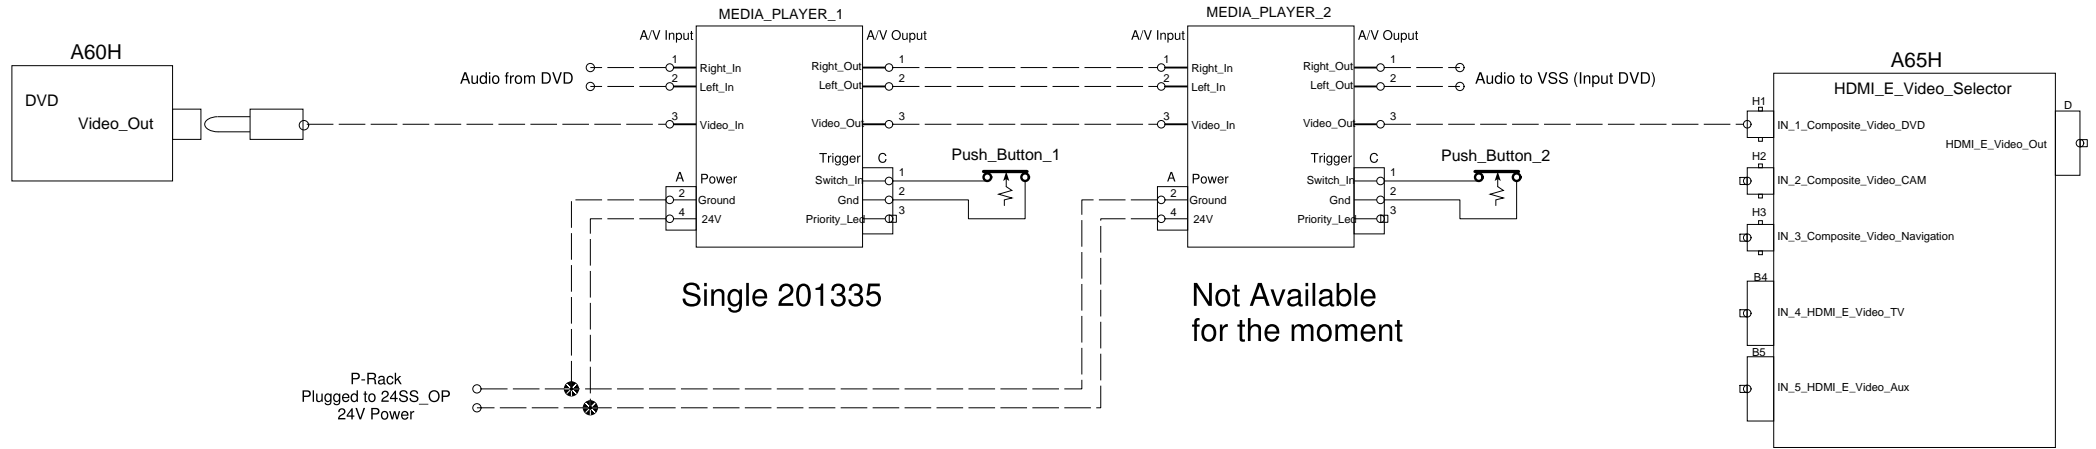 A60H
DVD
Video_Out
Audio from DVD
MEDIA_PLAYER_1
A/V Input
A/V Ouput
1
Right_In
2
Left_In
3
Video_In
Right_Out
1
Left_Out
2
Video_Out
3
Trigger
C
Switch_In
1
Gnd
2
Priority_Led
3
A
Power
2
Ground
4
24V
Push_Button_1
Single 201335
MEDIA_PLAYER_2
A/V Input
A/V Ouput
1
Right_In
2
Left_In
3
Video_In
Right_Out
1
Left_Out
2
Video_Out
3
Trigger
C
Switch_In
1
Gnd
2
Priority_Led
3
A
Power
2
Ground
4
24V
Push_Button_2
Not Available
for the moment
Audio to VSS (Input DVD)
P-Rack
Plugged to 24SS_OP
24V Power
A65H
HDMI_E_Video_Selector
H1
IN_1_Composite_Video_DVD
H2
IN_2_Composite_Video_CAM
H3
IN_3_Composite_Video_Navigation
B4
IN_4_HDMI_E_Video_TV
B5
IN_5_HDMI_E_Video_Aux
D
HDMI_E_Video_Out